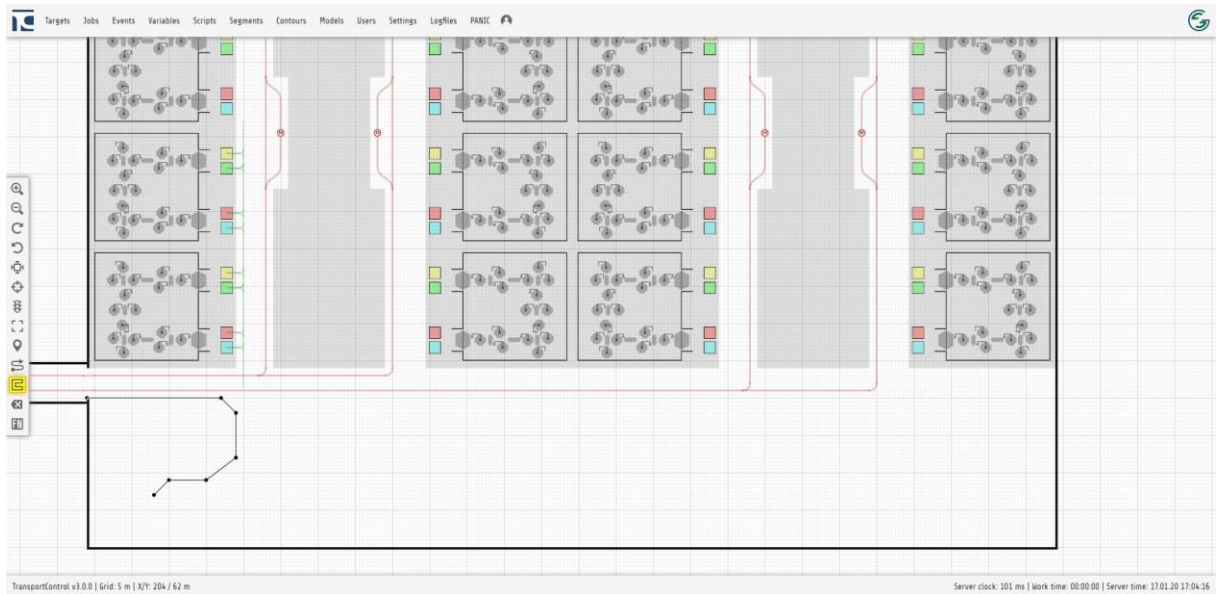 Targets Jobs Events Variables Scripts Segments Contours Models Users Settings Logfiles PANIC
TransportControl v3.0.0 | Grid: 5 m | X/Y: 204 / 62 m
Server clock: 101 ms | Work time: 00:00:00 | Server time: 17.01.20 17:04:16